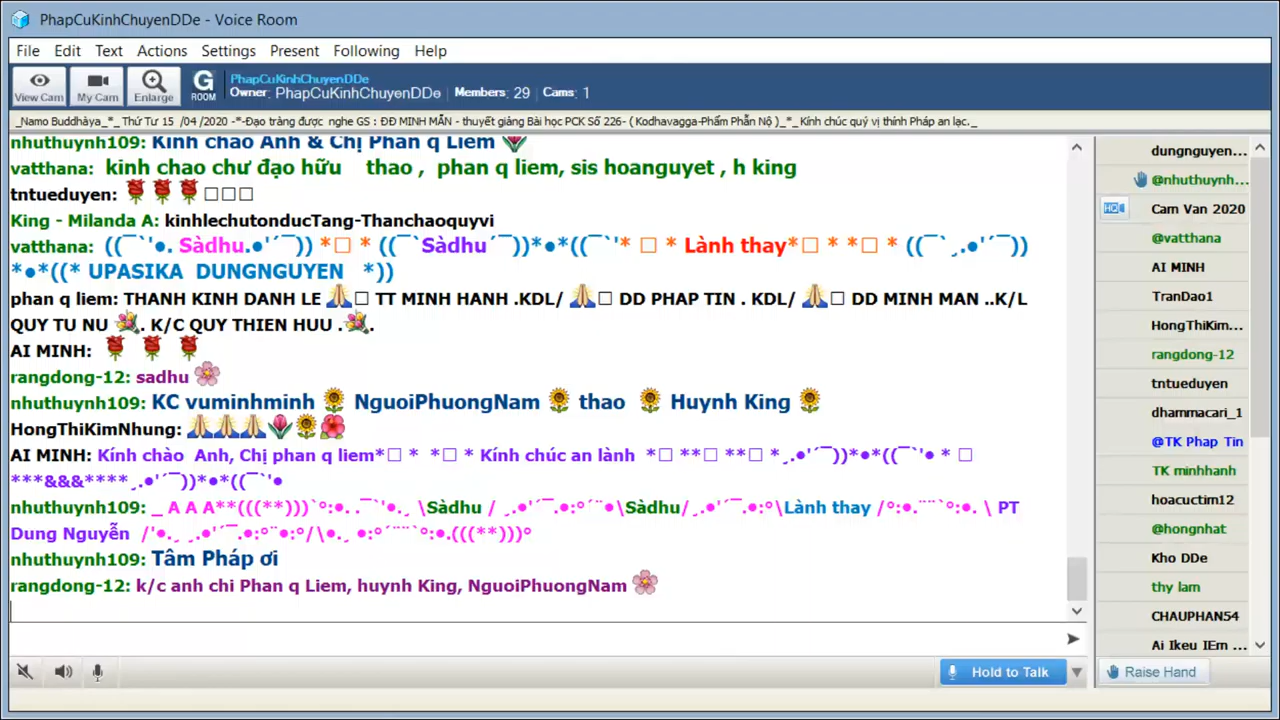 PhapCuKinhChuyenDDe - Voice Room
File Edit Text Actions Settings Present Following Help
View Cam My Cam Enlarge G ROOM
PhapCuKinhChuyenDDe
Owner: PhapCuKinhChuyenDDe Members: 29 Cams: 1
_Namo Buddhàya_*_ Thứ Tư 15 /04 /2020 -*-Đạo tràng được nghe GS : ĐĐ MINH MẪN - thuyết giảng Bài học PCK Số 226- ( Kodhavagga-Phẩm Phẫn Nộ )_*_ Kính chúc quý vị thính Pháp an lạc._
nhuthuynh109: Kính chào Anh & Chị Phan q Liêm 🌷
vatthana: kinh chao chư đạo hữu thao , phan q liem, sis hoanguyet , h king
tntueduyen: 🌹🌹🌹□□□
King - Milanda A: kinhlechutonducTang-Thanchaoquyvi
vatthana: ((¯`'●. Sàdhu.●'´¯)) *□ * ((¯`Sàdhu´¯))*●*((¯`'* □ * Lành thay*□ * *□ * ((¯`¸.●'´¯))
*●*((* UPASIKA DUNGNGUYEN *))
phan q liem: THANH KINH DANH LE 🙏□ TT MINH HANH .KDL/ 🙏□ DD PHAP TIN . KDL/ 🙏□ DD MINH MAN ..K/L
QUY TU NU 💐. K/C QUY THIEN HUU .💐.
AI MINH: 🌹 🌹 🌹
rangdong-12: sadhu 🌸
nhuthuynh109: KC vuminhminh 🌻 NguoiPhuongNam 🌻 thao 🌻 Huynh King 🌻
HongThiKimNhung: 🙏🙏🙏🌷🌻🌺
AI MINH: Kính chào Anh, Chị phan q liem*□ * *□ * Kính chúc an lành *□ **□ **□ *¸.●'´¯))*●*((¯`'● * □
***&&&****¸.●'´¯))*●*((¯`'●
nhuthuynh109: _ A A A**(((**)))`°:●. .¯`'●.¸ \Sàdhu / ¸.●'´¯.●:°´¨●\Sàdhu/¸.●'´¯.●:°\Lành thay /°:●.¨¨`°:●. \ PT
Dung Nguyễn /'●.¸ ¸.●'´¯.●:°¨●:°/\●.¸ ●:°´¨¨`°:●.(((**)))°
nhuthuynh109: Tâm Pháp ơi
rangdong-12: k/c anh chi Phan q Liem, huynh King, NguoiPhuongNam 🌸
Hold to Talk
dungnguyen...
@nhuthuynh...
HQ Cam Van 2020
@vatthana
AI MINH
TranDao1
HongThiKim...
rangdong-12
tntueduyen
dhammacari_1
@TK Phap Tin
TK minhhanh
hoacuctim12
@hongnhat
Kho DDe
thy lam
CHAUPHAN54
Ai Ikeu IEm ...
Raise Hand